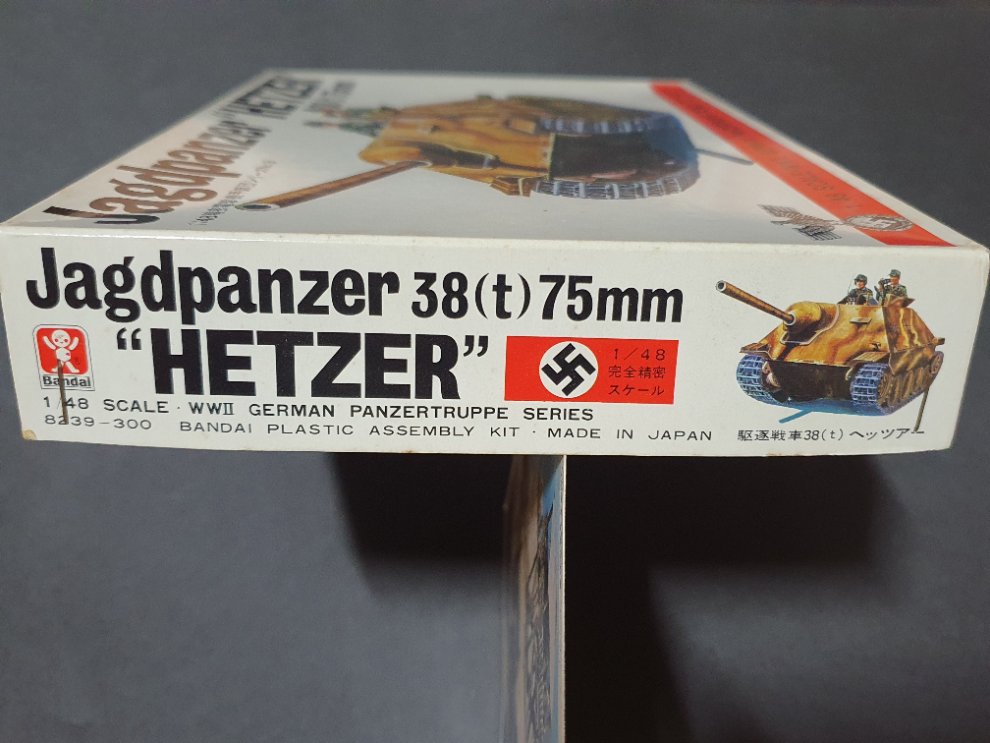 Jagdpanzer "HETZER"
Jagdpanzer 38(t) 75mm
"HETZER"
Bandai
1/48
完全精密
スケール
1/48 SCALE · WWII GERMAN PANZERTRUPPE SERIES
8239-300 BANDAI PLASTIC ASSEMBLY KIT · MADE IN JAPAN
駆逐戦車38(t) ヘッツアー